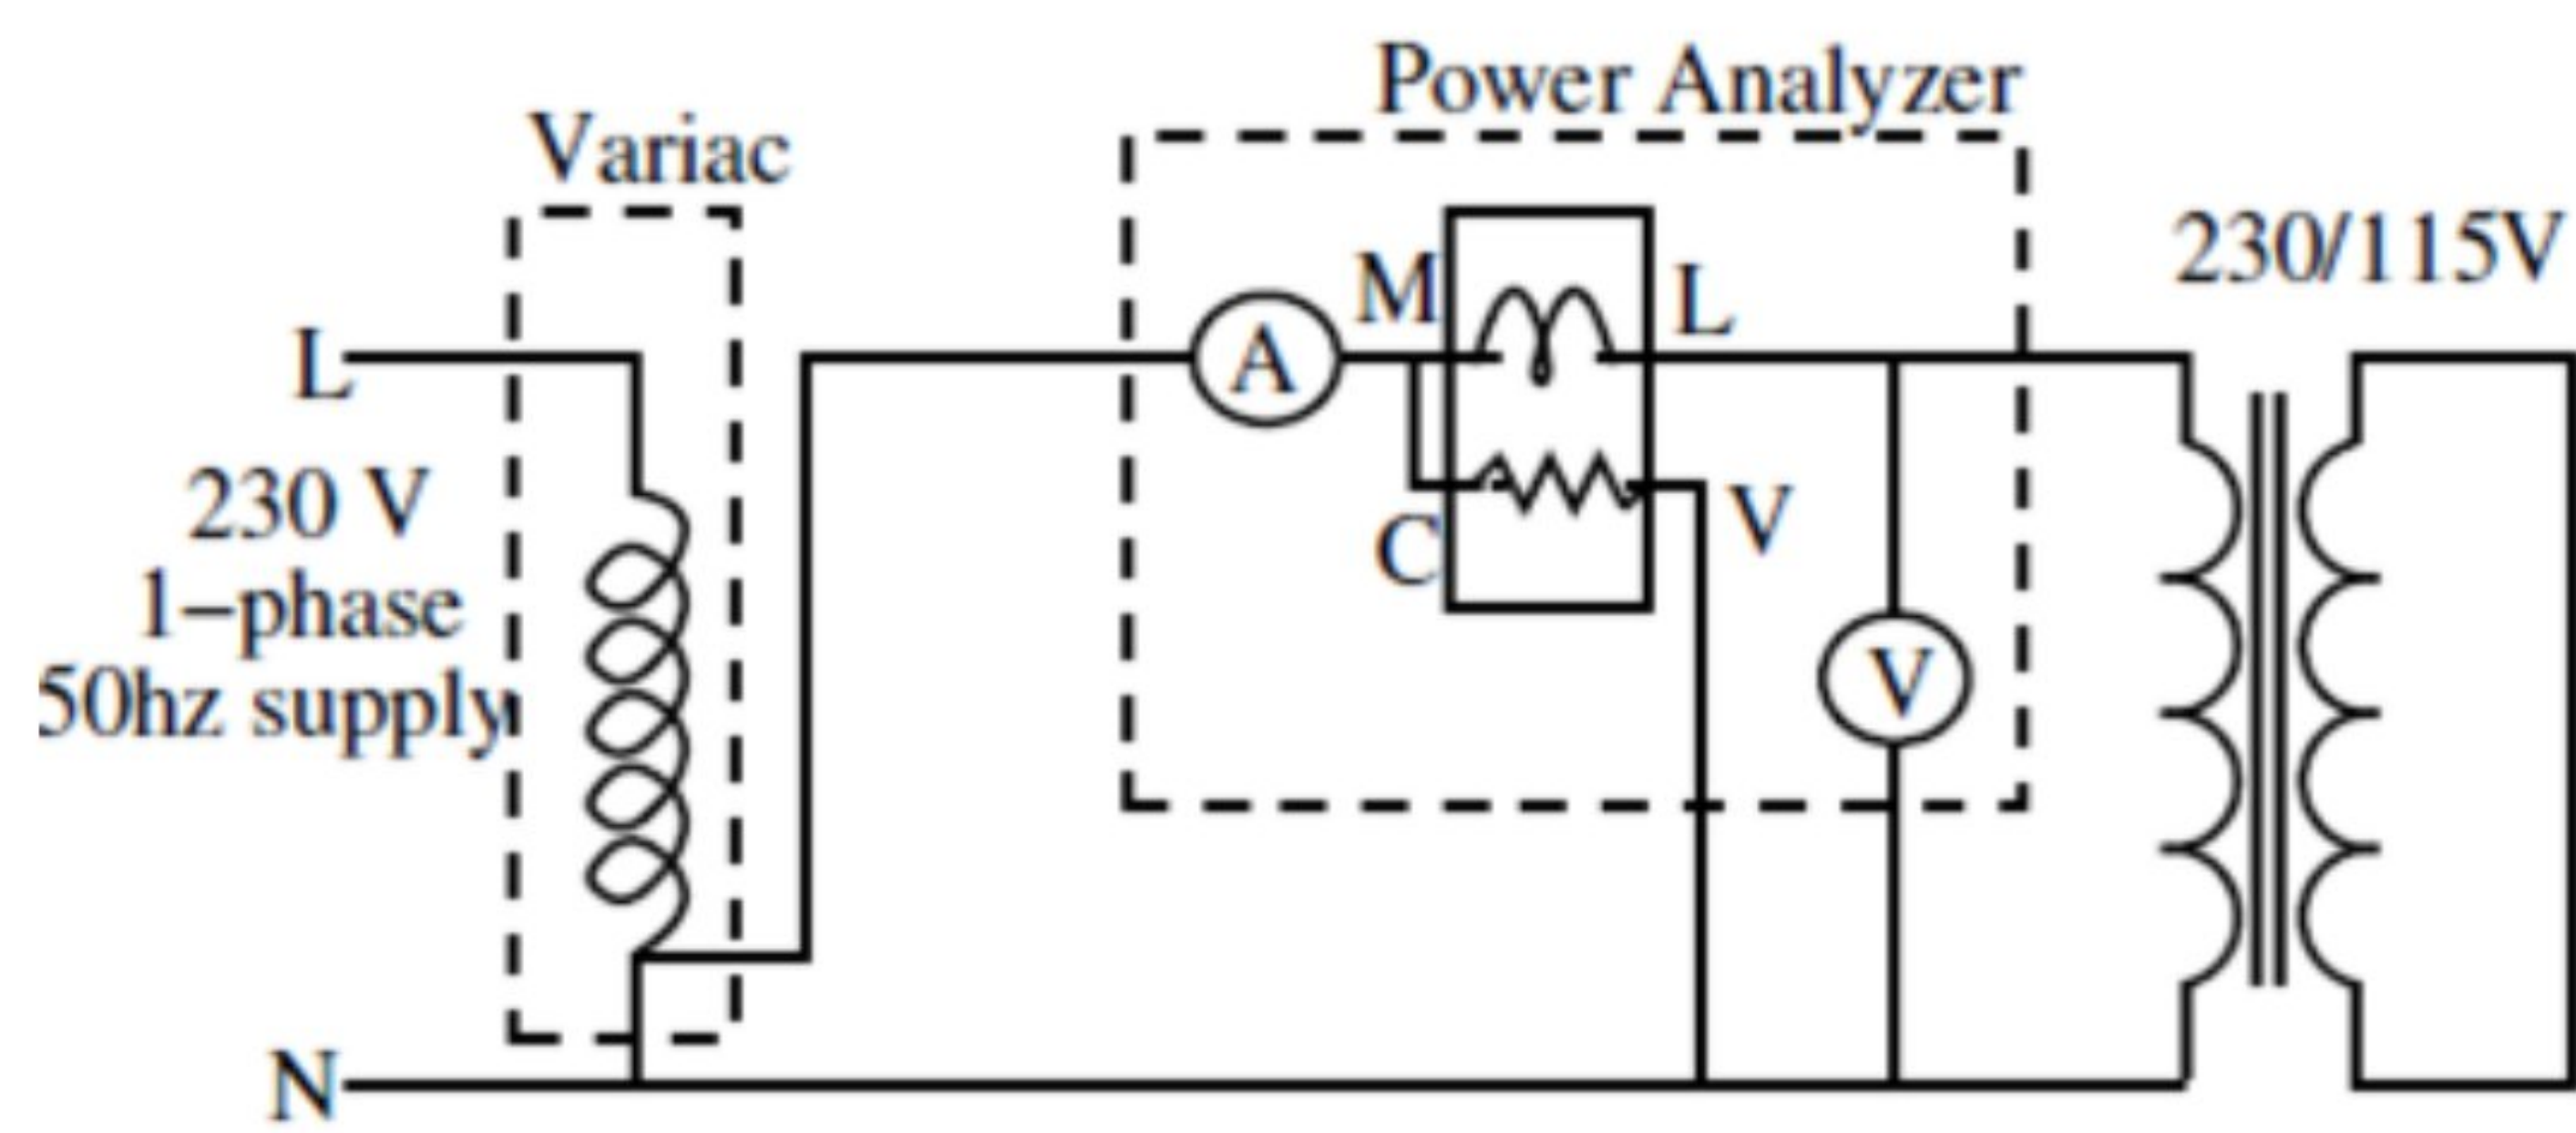 Power Analyzer
Variac
230/115V
M
L
L
A
230 V
1-phase
50hz supply
C
V
V
N